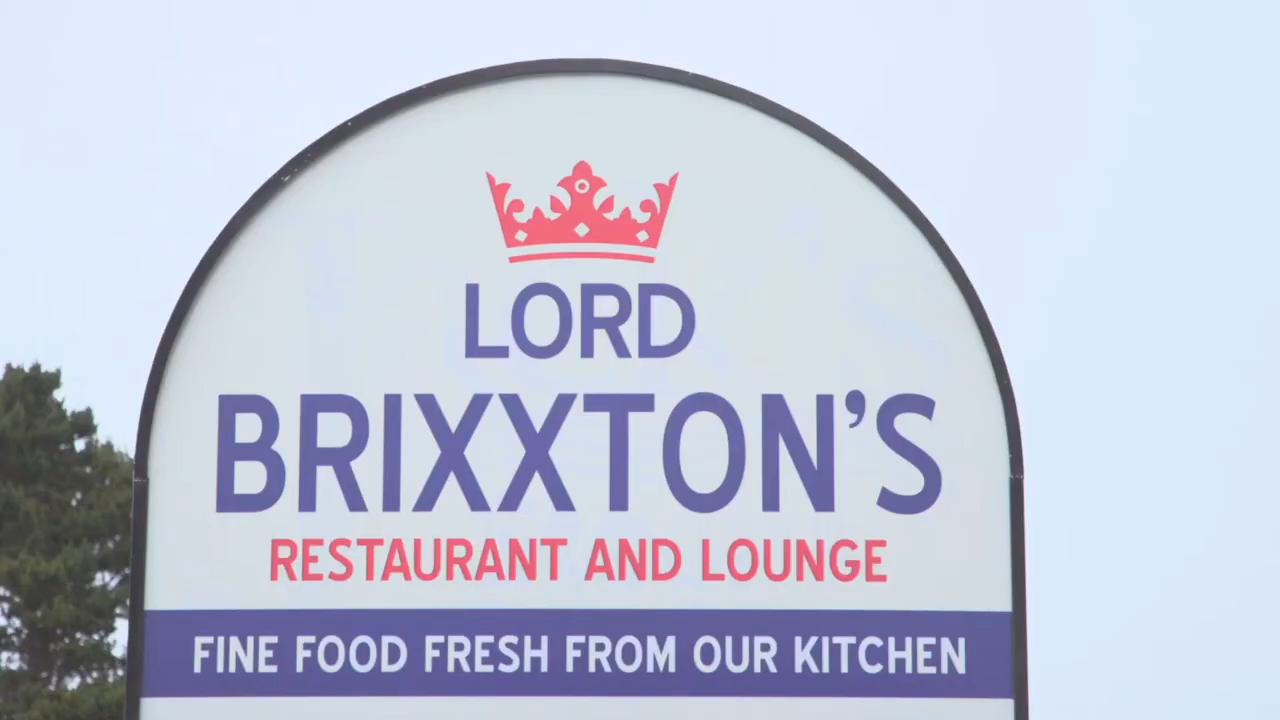 LORD
BRIXXTON'S
RESTAURANT AND LOUNGE
FINE FOOD FRESH FROM OUR KITCHEN